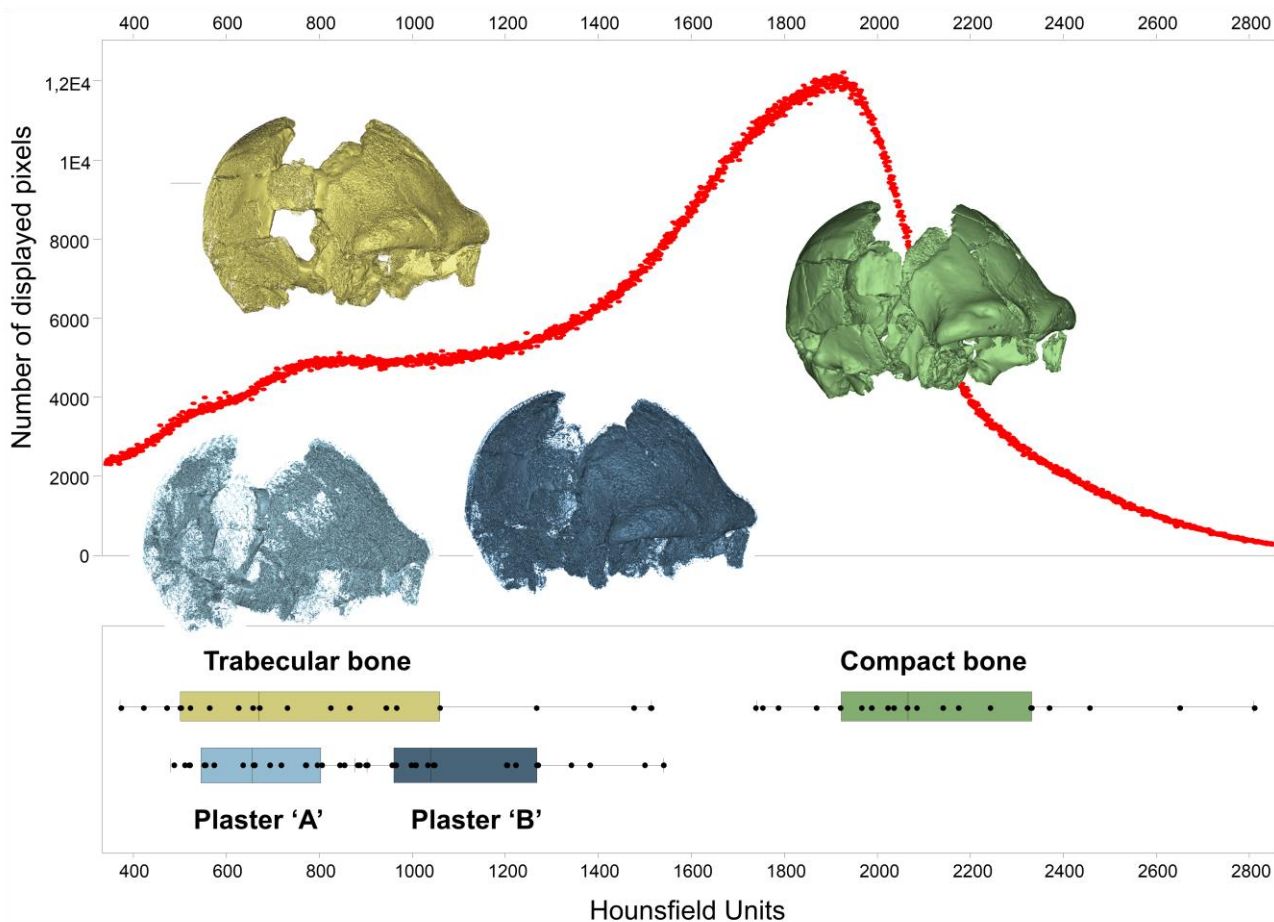 400 600 800 1000 1200 1400 1600 1800 2000 2200 2400 2600 2800
Number of displayed pixels
1,2E4
1E4
8000
6000
4000
2000
0
Trabecular bone Compact bone
Plaster ‘A’ Plaster ‘B’
400 600 800 1000 1200 1400 1600 1800 2000 2200 2400 2600 2800
Hounsfield Units